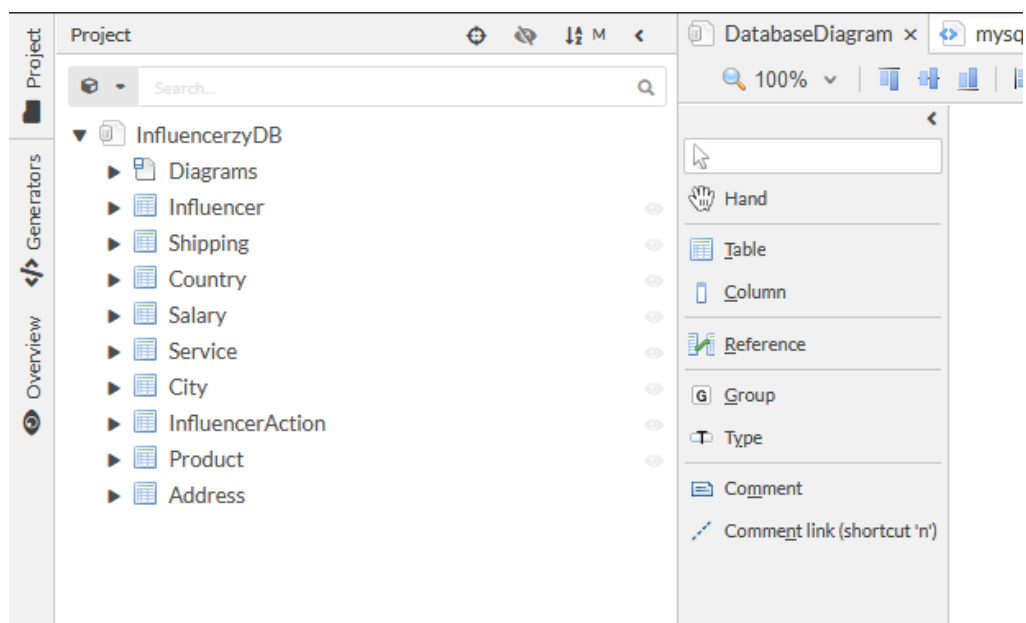 Project
Generators
Overview
Project
M
Search...
InfluencerzyDB
Diagrams
Influencer
Shipping
Country
Salary
Service
City
InfluencerAction
Product
Address
DatabaseDiagram
mysq
100%
Hand
Table
Column
Reference
G Group
T Type
Comment
Comment link (shortcut 'n')